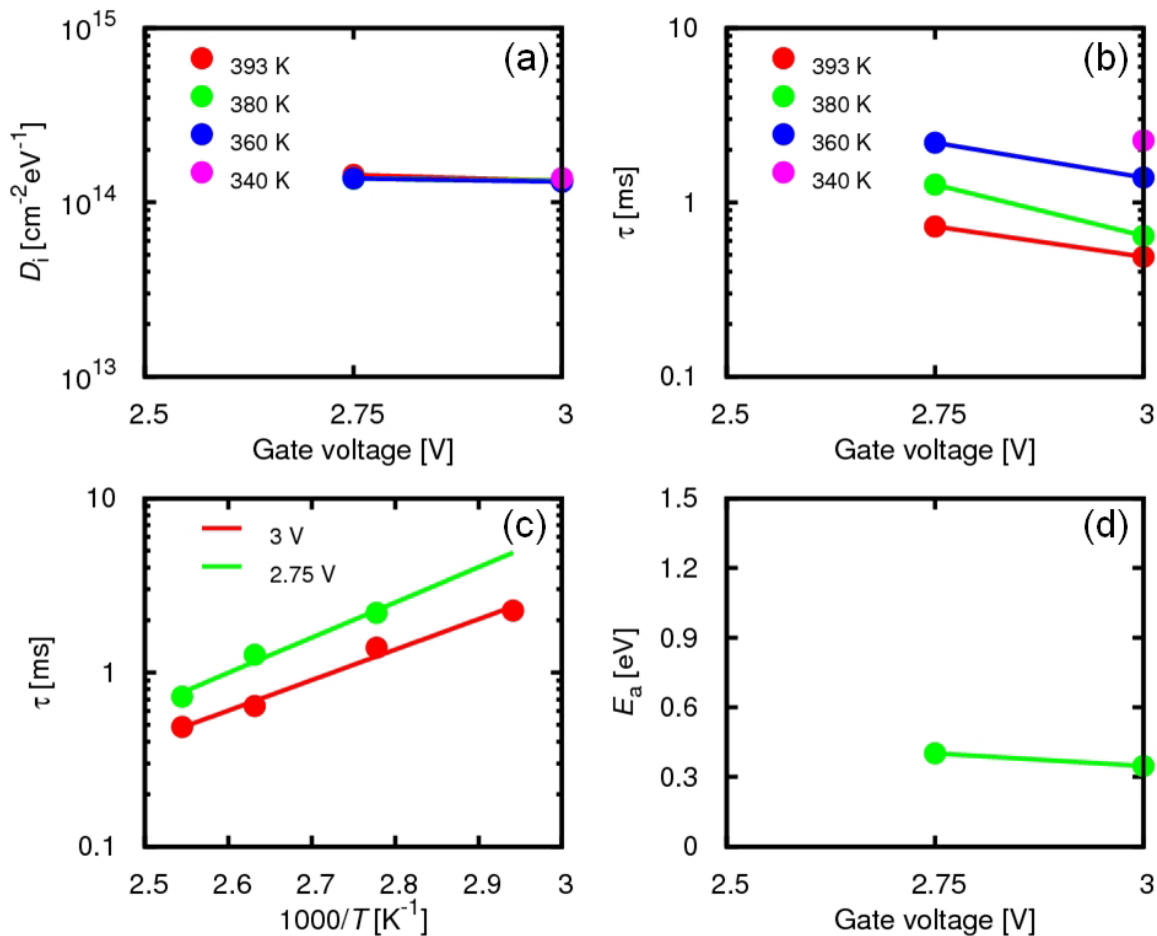 (a)
10^15
10^14
10^13
D_i [cm^-2 eV^-1]
393 K
380 K
360 K
340 K
2.5 2.75 3
Gate voltage [V]
(b)
10
1
0.1
τ [ms]
393 K
380 K
360 K
340 K
2.5 2.75 3
Gate voltage [V]
(c)
10
1
0.1
τ [ms]
3 V
2.75 V
2.5 2.6 2.7 2.8 2.9 3
1000/T [K^-1]
(d)
1.5
1.2
0.9
0.6
0.3
0
E_a [eV]
2.5 2.75 3
Gate voltage [V]